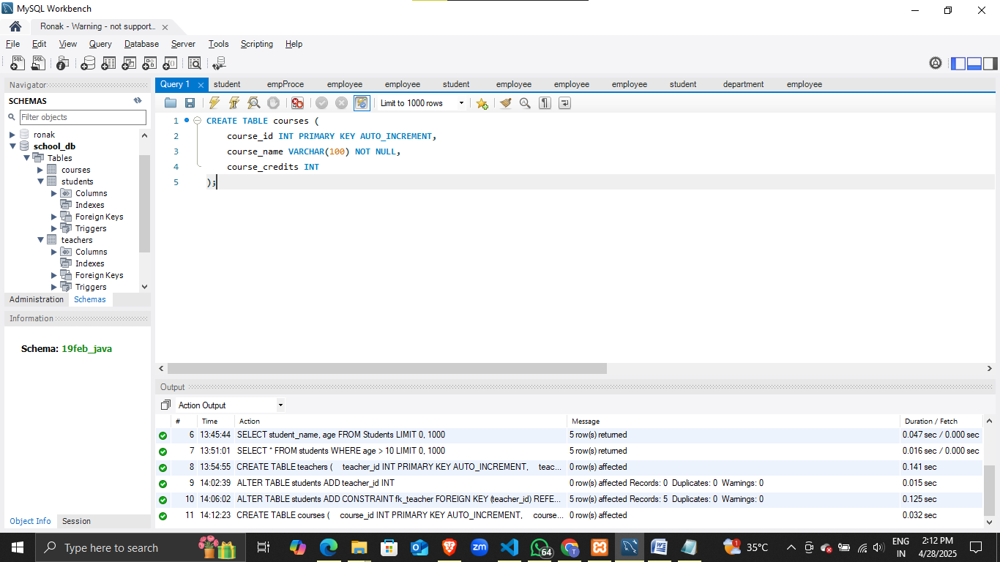 MySQL Workbench
Ronak - Warning - not support...
File Edit View Query Database Server Tools Scripting Help
Navigator
SCHEMAS
Filter objects
ronak
school_db
Tables
courses
students
Columns
Indexes
Foreign Keys
Triggers
teachers
Columns
Indexes
Foreign Keys
Triggers
Administration Schemas
Information
Schema: 19feb_java
Object Info Session
Query 1 student empProce employee employee student employee employee employee student department employee
Limit to 1000 rows
1 CREATE TABLE courses (
2 course_id INT PRIMARY KEY AUTO_INCREMENT,
3 course_name VARCHAR(100) NOT NULL,
4 course_credits INT
5 );
Output
Action Output
# Time Action Message Duration / Fetch
6 13:45:44 SELECT student_name, age FROM Students LIMIT 0, 1000 5 row(s) returned 0.047 sec / 0.000 sec
7 13:51:01 SELECT * FROM students WHERE age > 10 LIMIT 0, 1000 5 row(s) returned 0.016 sec / 0.000 sec
8 13:54:55 CREATE TABLE teachers ( teacher_id INT PRIMARY KEY AUTO_INCREMENT, teac... 0 row(s) affected 0.141 sec
9 14:02:39 ALTER TABLE students ADD teacher_id INT 0 row(s) affected Records: 0 Duplicates: 0 Warnings: 0 0.015 sec
10 14:06:02 ALTER TABLE students ADD CONSTRAINT fk_teacher FOREIGN KEY (teacher_id) REFE... 5 row(s) affected Records: 5 Duplicates: 0 Warnings: 0 0.125 sec
11 14:12:23 CREATE TABLE courses ( course_id INT PRIMARY KEY AUTO_INCREMENT, course... 0 row(s) affected 0.032 sec
Type here to search
zm
64
T
1
35°C
ENG
IN
2:12 PM
4/28/2025